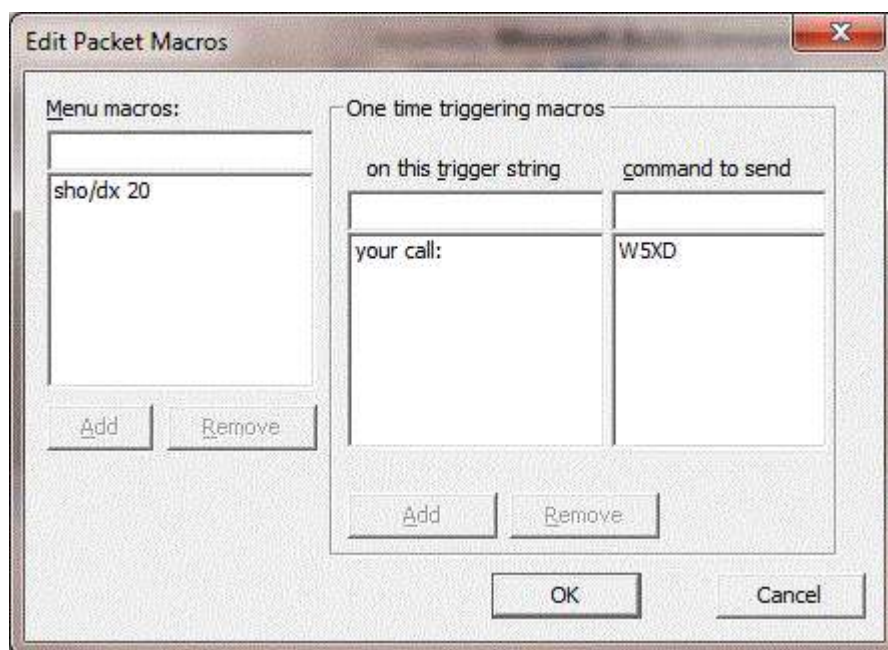 Edit Packet Macros
Menu macros:
sho/dx 20
Add
Remove
One time triggering macros
on this trigger string
command to send
your call:
W5XD
Add
Remove
OK
Cancel